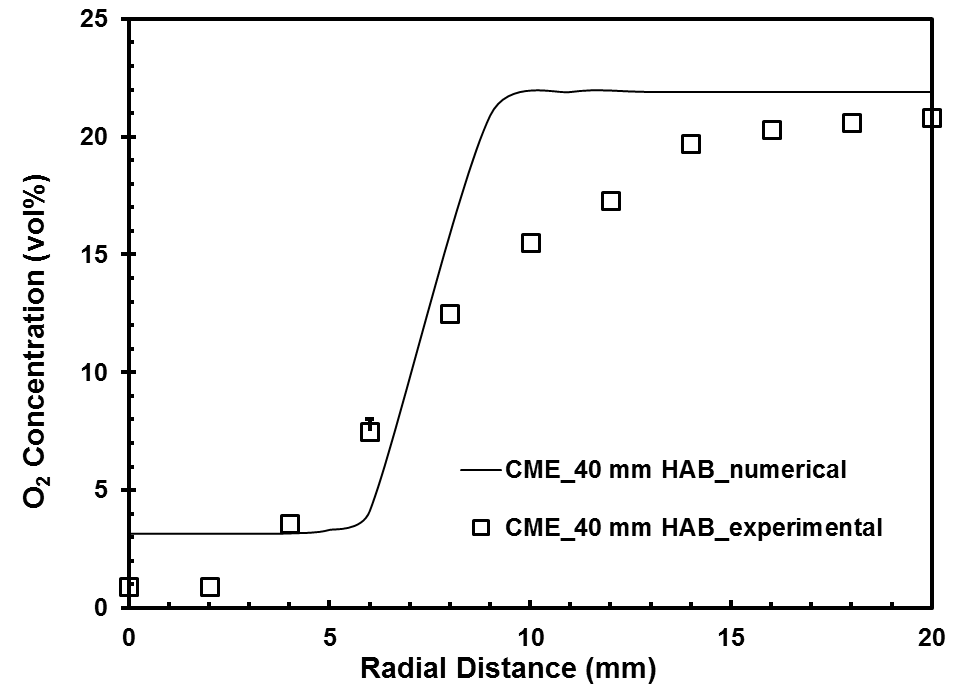 25
20
15
10
5
0
O₂ Concentration (vol%)
CME_40 mm HAB_numerical
CME_40 mm HAB_experimental
0 5 10 15 20
Radial Distance (mm)